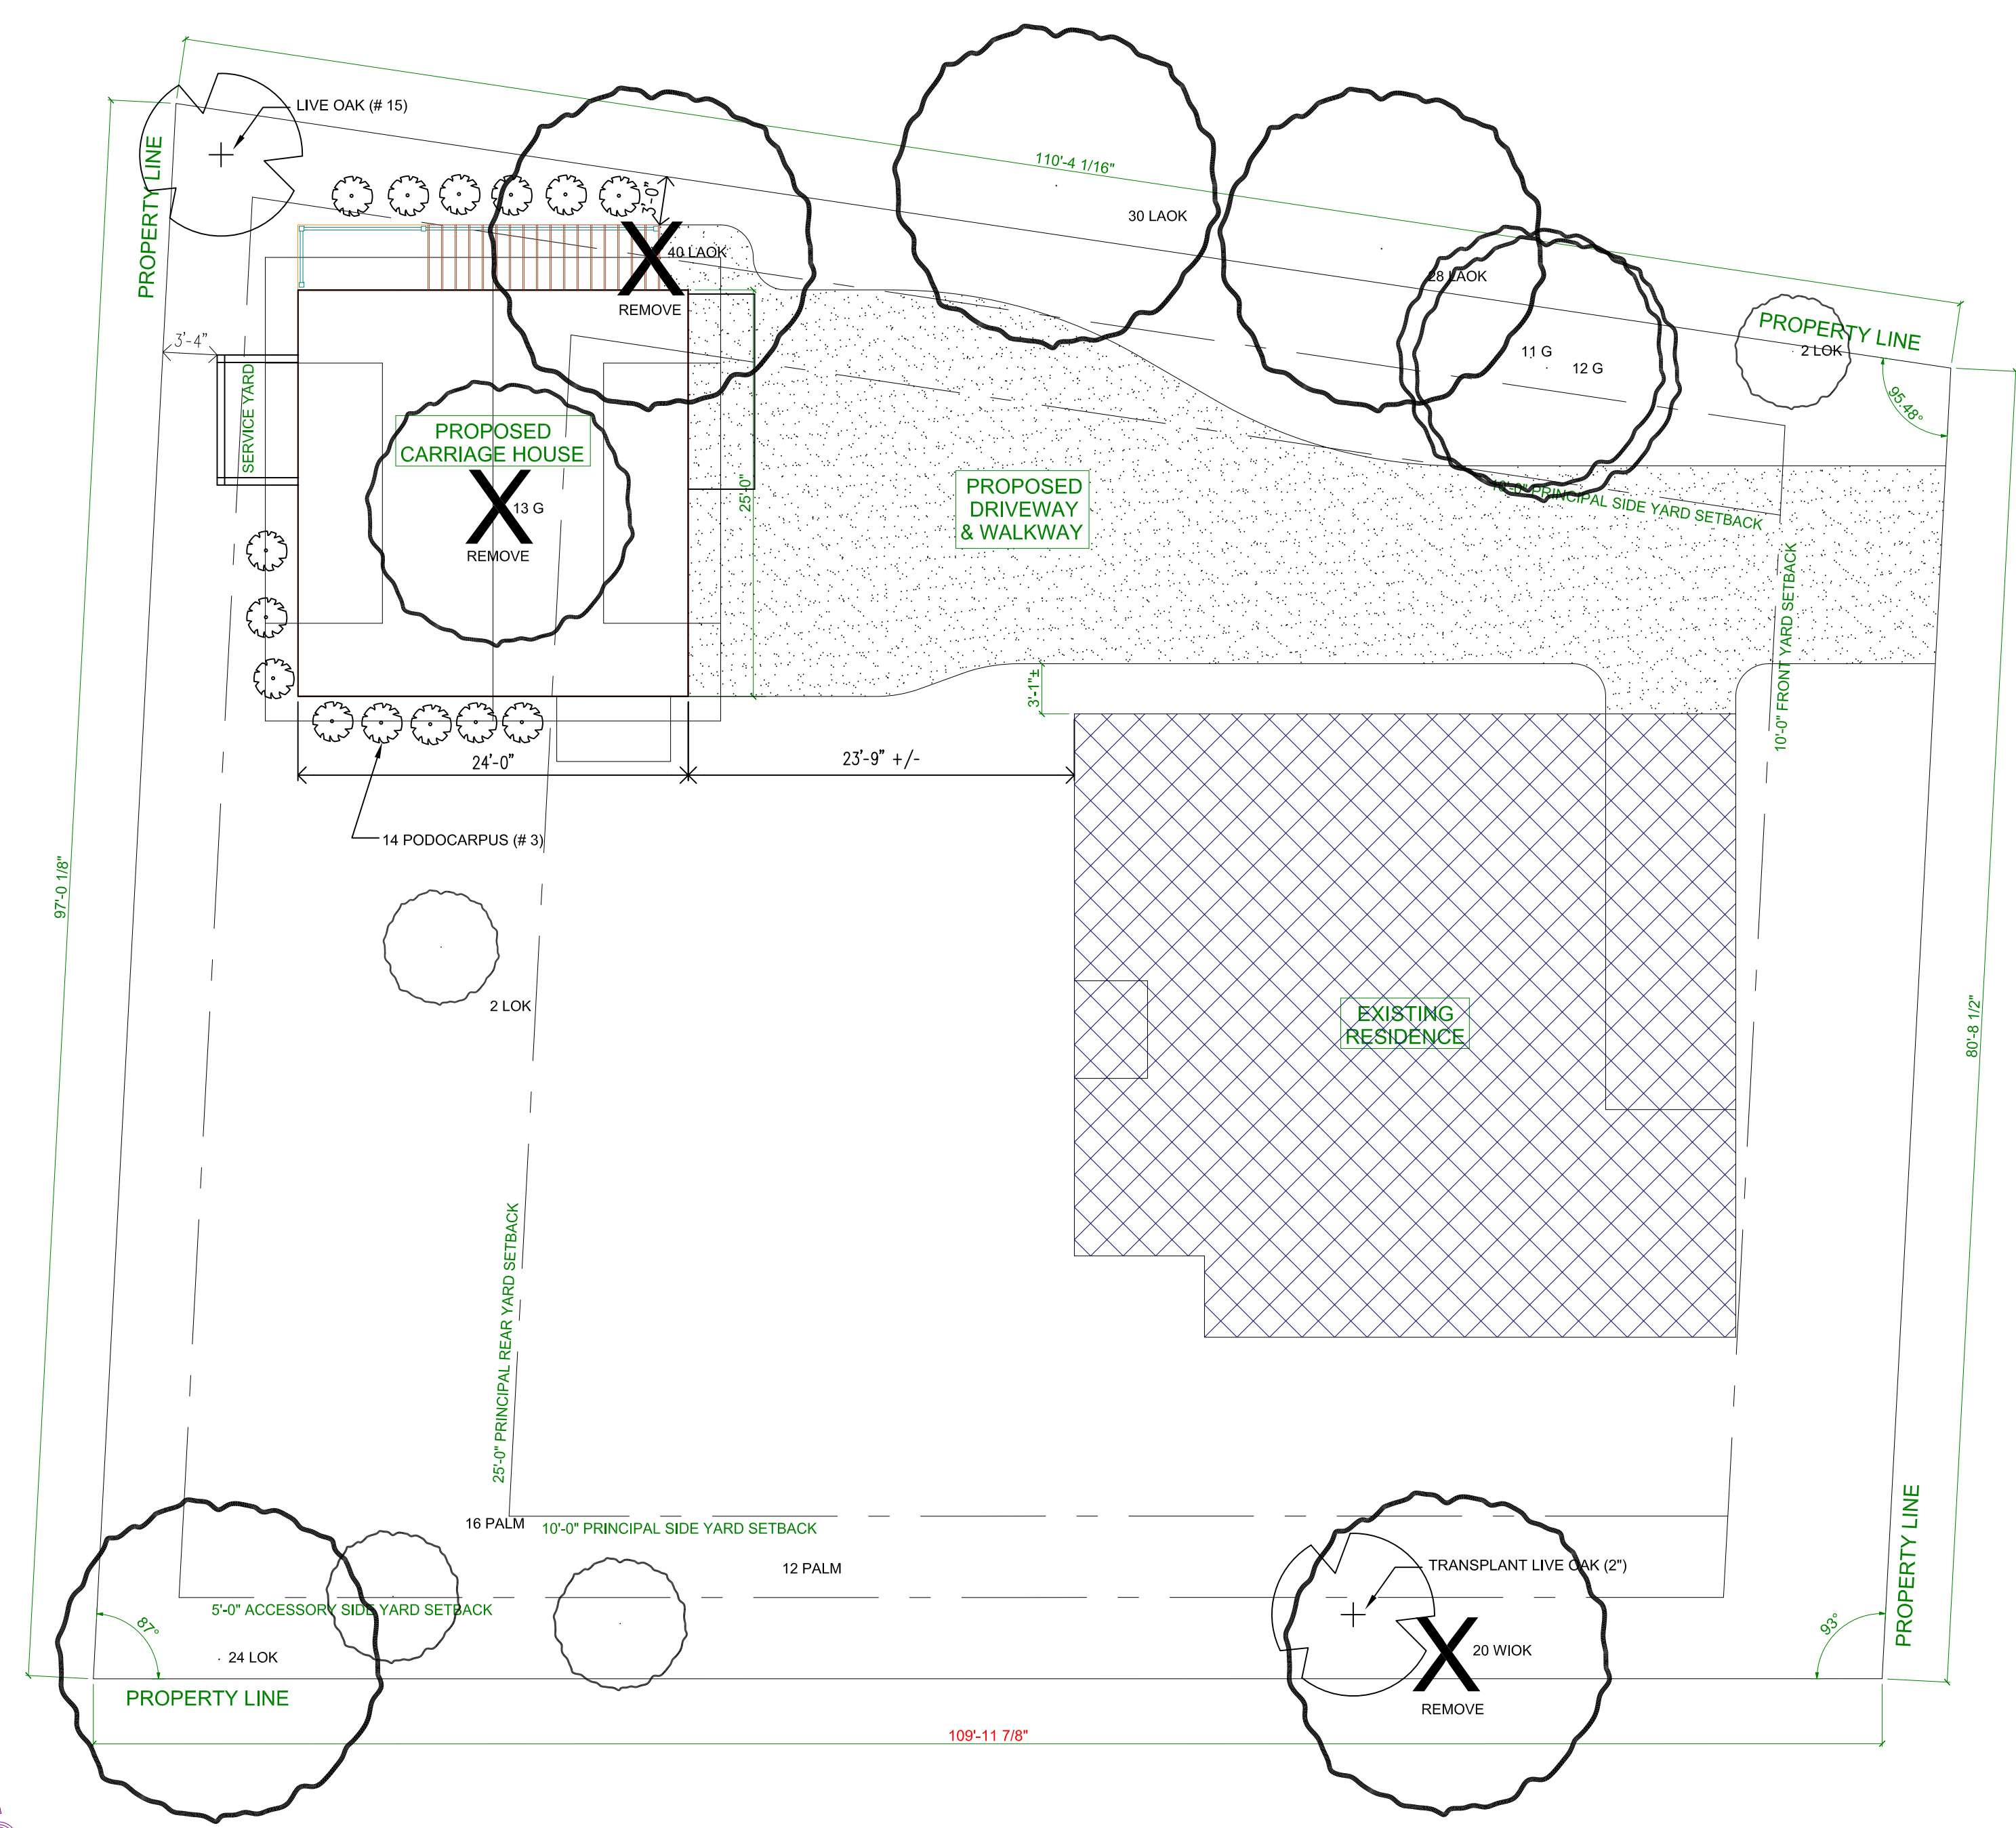 LIVE OAK (# 15)
PROPERTY LINE
110'-4 1/16"
3'-0"
30 LAOK
40 LAOK
REMOVE
28 LAOK
PROPERTY LINE
2 LOK
11 G
12 G
95.48°
3'-4"
SERVICE YARD
PROPOSED
CARRIAGE HOUSE
13 G
REMOVE
25'-0"
PROPOSED
DRIVEWAY
& WALKWAY
10'-0" PRINCIPAL SIDE YARD SETBACK
10'-0" FRONT YARD SETBACK
3'-1"±
24'-0"
23'-9" +/-
14 PODOCARPUS (# 3)
97'-0 1/8"
2 LOK
EXISTING
RESIDENCE
80'-8 1/2"
25'-0" PRINCIPAL REAR YARD SETBACK
16 PALM
10'-0" PRINCIPAL SIDE YARD SETBACK
12 PALM
TRANSPLANT LIVE OAK (2")
5'-0" ACCESSORY SIDE YARD SETBACK
87°
24 LOK
PROPERTY LINE
20 WIOK
REMOVE
93°
PROPERTY LINE
109'-11 7/8"